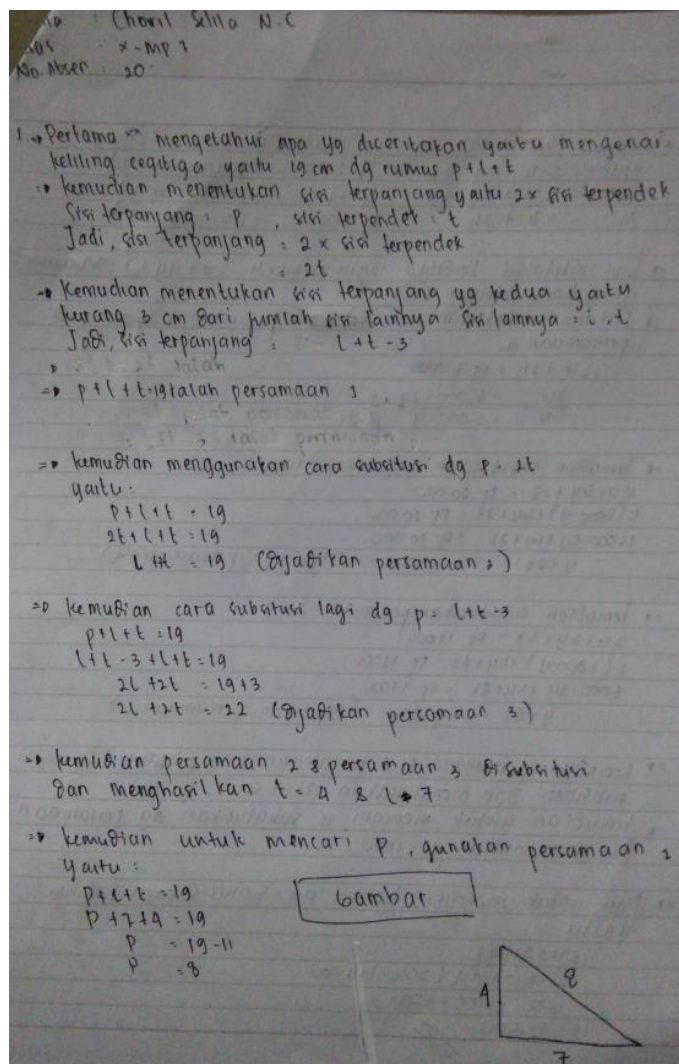 : Choril Selila N.C
: X-MP 1
No. Absen : 20
1. → Pertama mengetahui apa yg diceritakan yaitu mengenai
keliling cegitiga yaitu 19 cm dg rumus p+l+t
=> kemudian menentukan sisi terpanjang yaitu 2x sisi terpendek
Sisi terpanjang : P , sisi terpendek : t
Jadi, sisi terpanjang = 2 x sisi terpendek
= 2t
→ Kemudian menentukan sisi terpanjang yg kedua yaitu
kurang 3 cm dari jumlah sisi lainnya sisi lainnya = l, t
Jadi, sisi terpanjang : l + t - 3
=> p + l + t = 19 ialah persamaan 1
=> kemudian menggunakan cara subsitusi dg p = 2t
yaitu :
p + l + t = 19
2t + l + t = 19
= 19 (dijadikan persamaan 2)
=> kemudian cara subsitusi lagi dg p = l + t - 3
p + l + t = 19
l + t - 3 + l + t = 19
2l + 2t = 19 + 3
2l + 2t = 22 (dijadikan persamaan 3)
=> kemudian persamaan 2 & persamaan 3 di subsitusi
dan menghasilkan t = 4 & l = 7
=> kemudian untuk mencari p, gunakan persamaan 1
yaitu :
p + l + t = 19
P + 7 + 4 = 19
P = 19 - 11
P = 8
Gambar
4 8
7